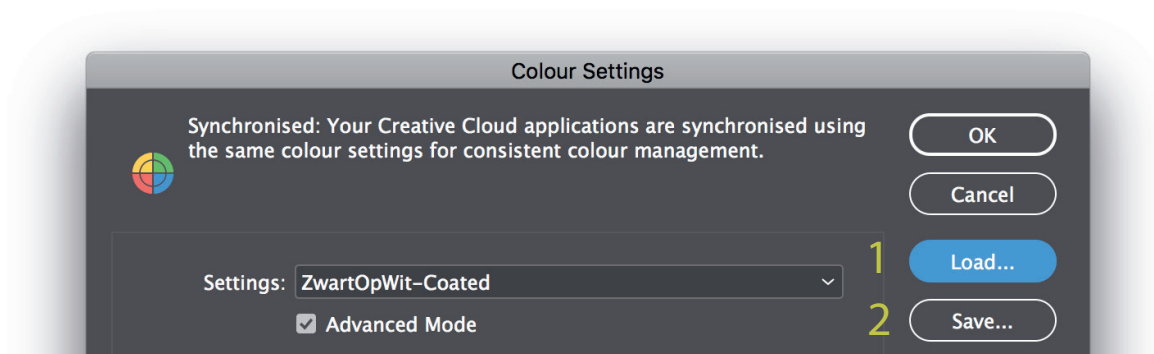 Colour Settings
Synchronised: Your Creative Cloud applications are synchronised using
the same colour settings for consistent colour management.
OK
Cancel
1 Load...
Settings: ZwartOpWit-Coated
Advanced Mode
2 Save...